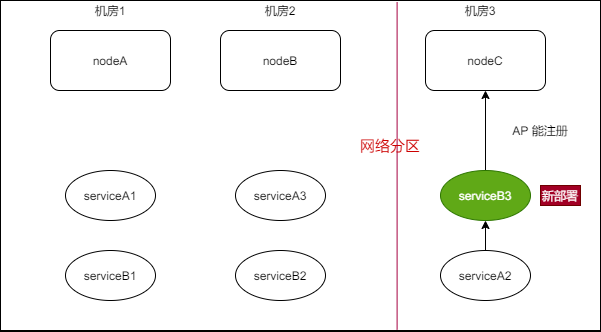 机房1
机房2
机房3
nodeA
nodeB
nodeC
AP 能注册
网络分区
serviceA1
serviceA3
serviceB3
新部署
serviceB1
serviceB2
serviceA2